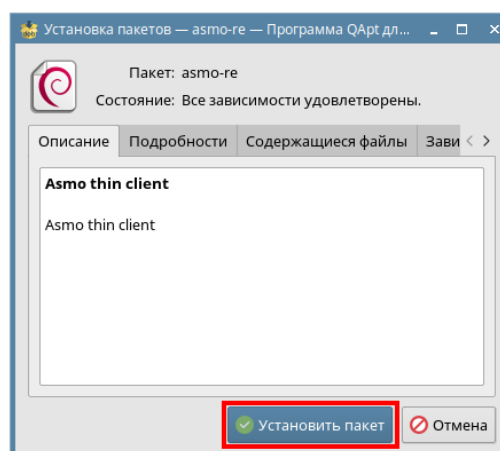 Установка пакетов — asmo-re — Программа QApt дл...
Пакет: asmo-re
Состояние: Все зависимости удовлетворены.
Описание Подробности Содержащиеся файлы Зави
Asmo thin client
Asmo thin client
Установить пакет Отмена